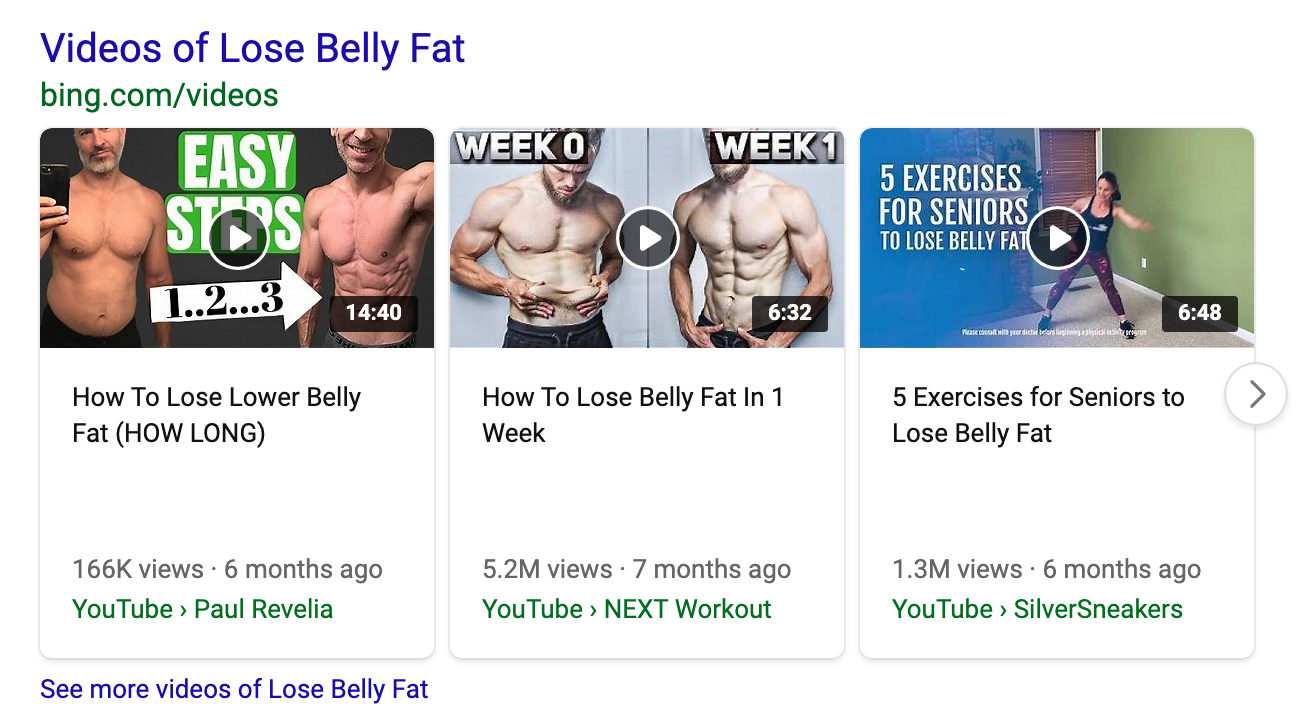 Videos of Lose Belly Fat
bing.com/videos
EASY
STEPS
1..2...3
14:40
WEEK 0
WEEK 1
6:32
5 EXERCISES
FOR SENIORS
TO LOSE BELLY FAT
Please consult with your doctor before beginning a physical activity program
6:48
How To Lose Lower Belly
Fat (HOW LONG)
166K views · 6 months ago
YouTube › Paul Revelia
How To Lose Belly Fat In 1
Week
5.2M views · 7 months ago
YouTube › NEXT Workout
5 Exercises for Seniors to
Lose Belly Fat
1.3M views · 6 months ago
YouTube › SilverSneakers
See more videos of Lose Belly Fat